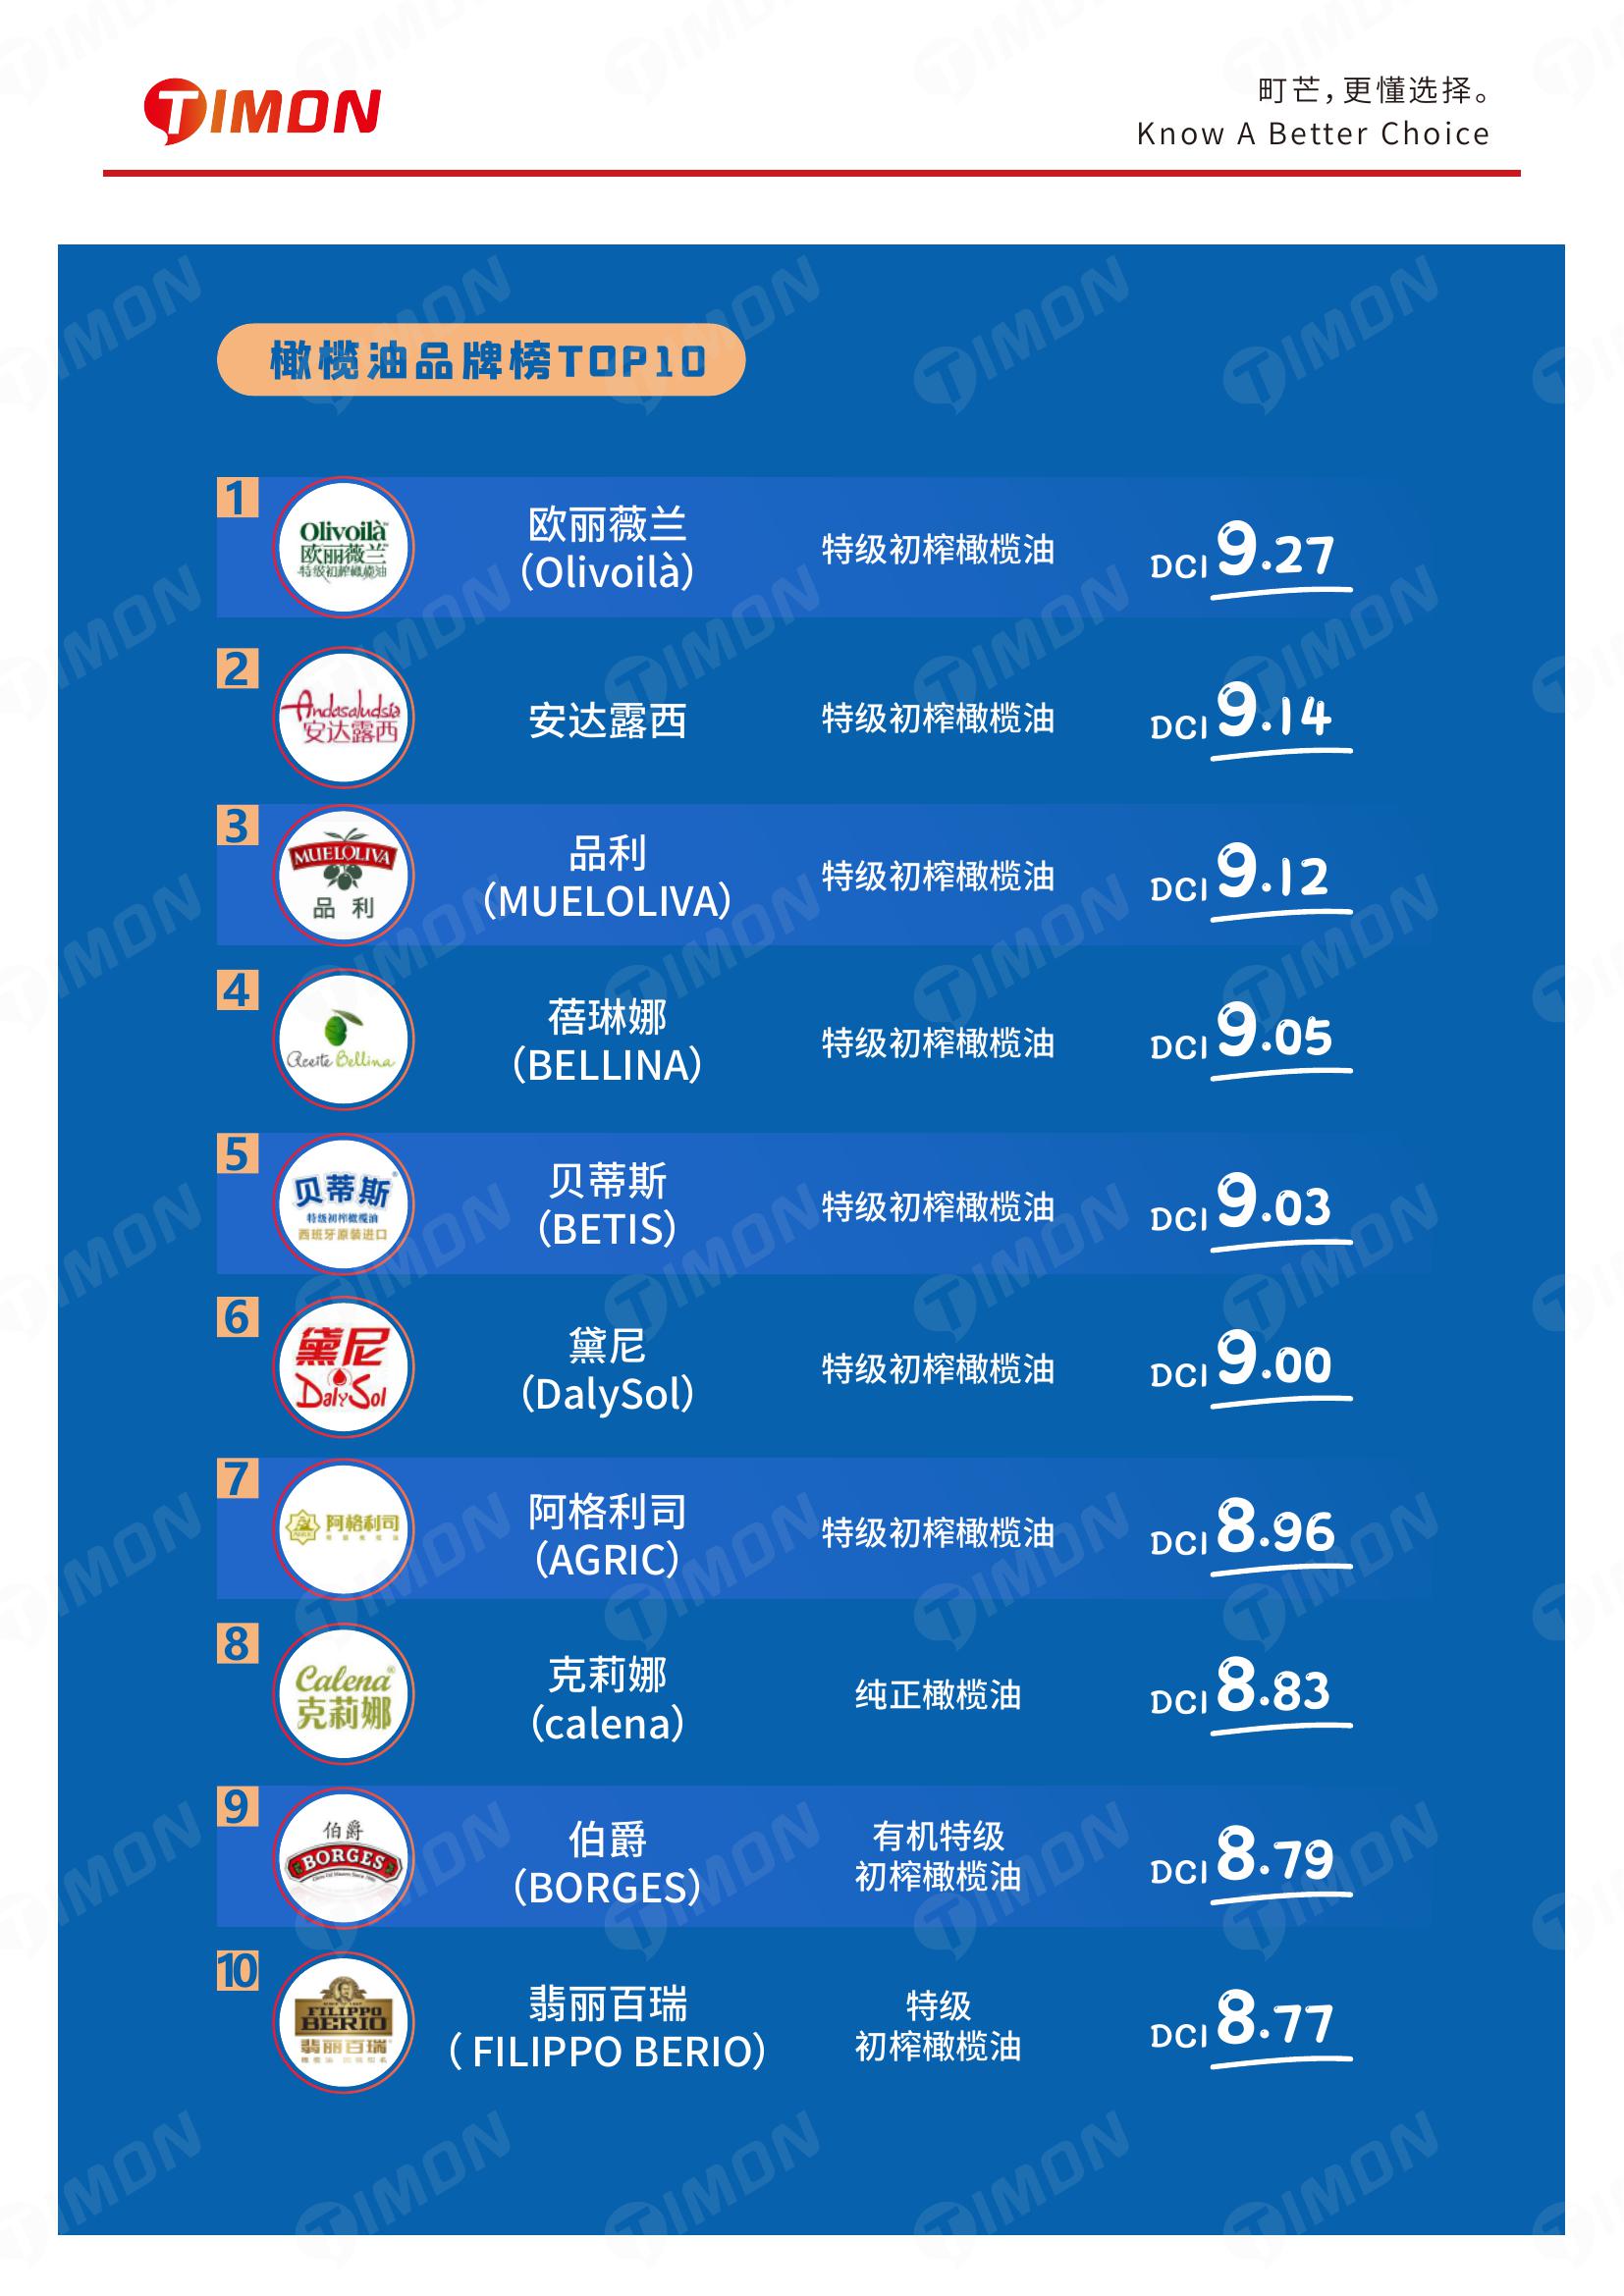 TIMON
町芒，更懂选择。
Know A Better Choice
橄榄油品牌榜TOP10
1
Olivoilà
欧丽薇兰
特级初榨橄榄油
欧丽薇兰
（Olivoilà）
特级初榨橄榄油
DCI 9.27
2
Andasaludsia
安达露西
安达露西
特级初榨橄榄油
DCI 9.14
3
MUELOLIVA
品利
品利
（MUELOLIVA）
特级初榨橄榄油
DCI 9.12
4
Aceite Bellina
蓓琳娜
（BELLINA）
特级初榨橄榄油
DCI 9.05
5
贝蒂斯
特级初榨橄榄油
西班牙原装进口
贝蒂斯
（BETIS）
特级初榨橄榄油
DCI 9.03
6
黛尼
DalySol
黛尼
（DalySol）
特级初榨橄榄油
DCI 9.00
7
阿格利司
阿格利司
（AGRIC）
特级初榨橄榄油
DCI 8.96
8
Calena
克莉娜
克莉娜
（calena）
纯正橄榄油
DCI 8.83
9
伯爵
BORGES
伯爵
（BORGES）
有机特级
初榨橄榄油
DCI 8.79
10
FILIPPO
BERIO
翡丽百瑞
翡丽百瑞
（ FILIPPO BERIO）
特级
初榨橄榄油
DCI 8.77